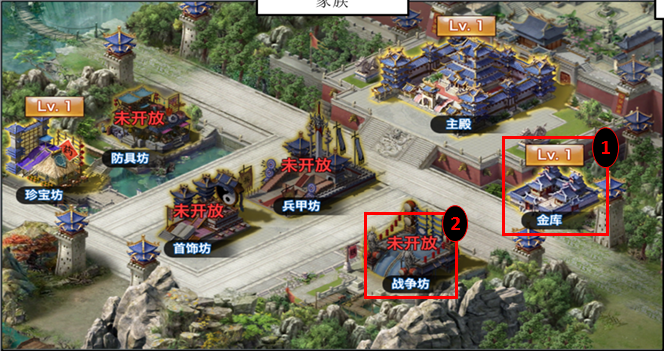 家族
Lv. 1
主殿
Lv. 1
珍宝坊
未开放
防具坊
未开放
兵甲坊
Lv. 1
金库
1
未开放
首饰坊
未开放
战争坊
2